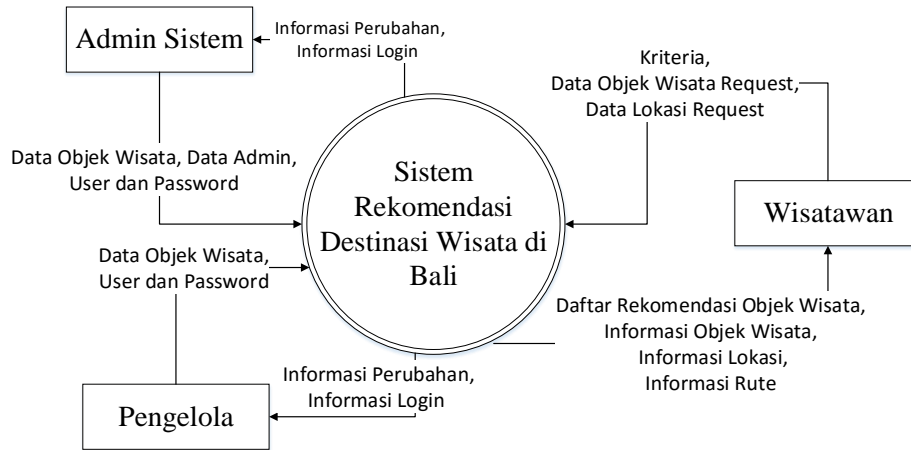 Admin Sistem
Informasi Perubahan,
Informasi Login
Kriteria,
Data Objek Wisata Request,
Data Lokasi Request
Data Objek Wisata, Data Admin,
User dan Password
Sistem
Rekomendasi
Destinasi Wisata di
Bali
Wisatawan
Data Objek Wisata,
User dan Password
Daftar Rekomendasi Objek Wisata,
Informasi Objek Wisata,
Informasi Lokasi,
Informasi Rute
Informasi Perubahan,
Informasi Login
Pengelola